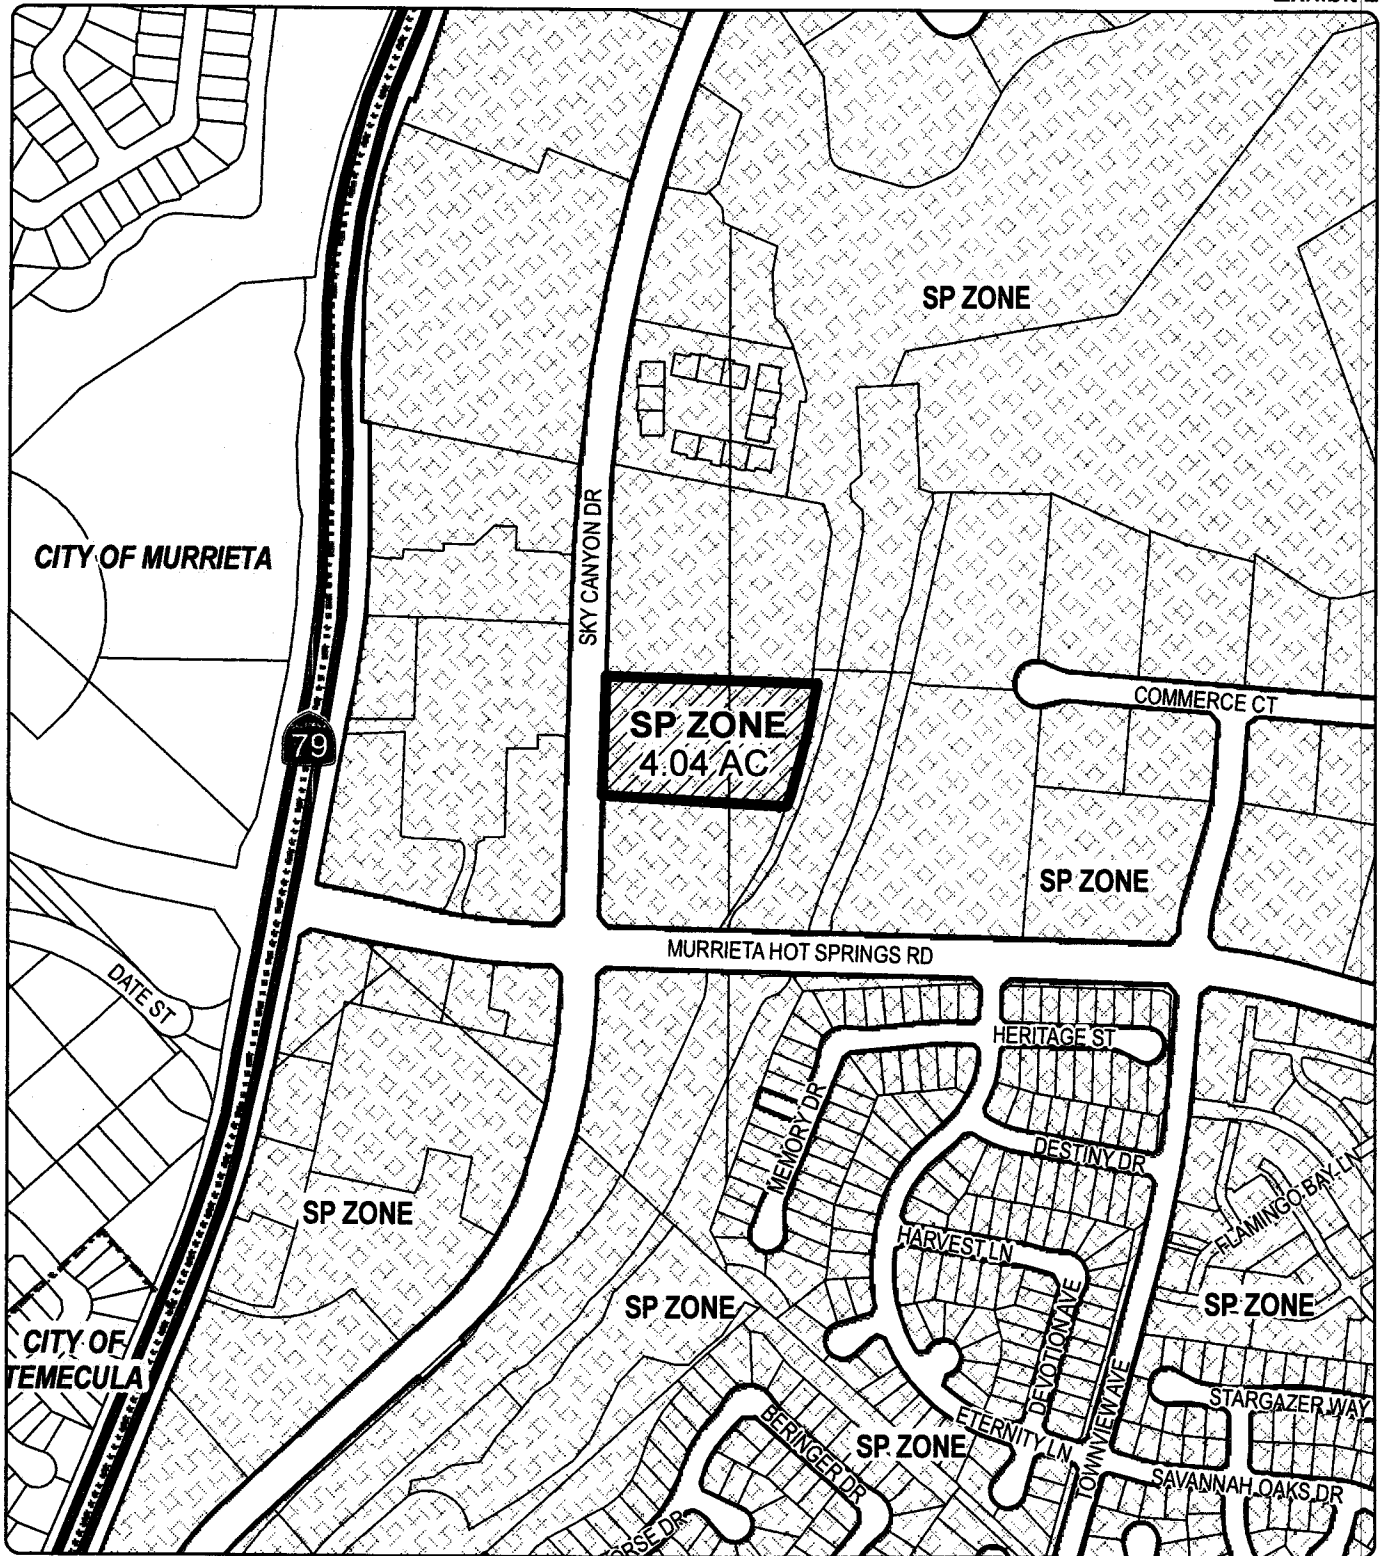 SP ZONE
SKY CANYON DR
CITY OF MURRIETA
COMMERCE CT
SP ZONE
4.04 AC
79
SP ZONE
MURRIETA HOT SPRINGS RD
DATE ST
HERITAGE ST
MEMORY DR
DESTINY DR
FLAMINGO BAY LN
SP ZONE
HARVEST LN
SP ZONE
SP ZONE
DEVOTION AVE
CITY OF
TEMECULA
TOWNVIEW AVE
STARGAZER WAY
BERINGER DR
ETERNITY LN
SP ZONE
SAVANNAH OAKS DR